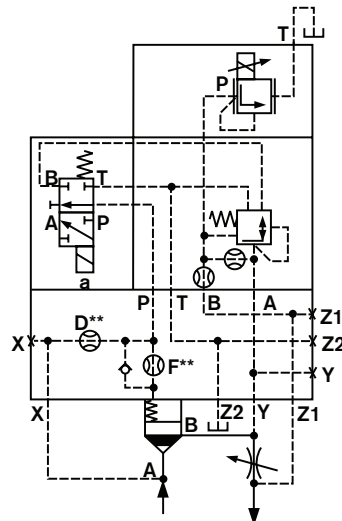 T
P
B T
A P
a
P T B A
Z1
X D** Z2
F** Y
X Z2 Y Z1
B
A